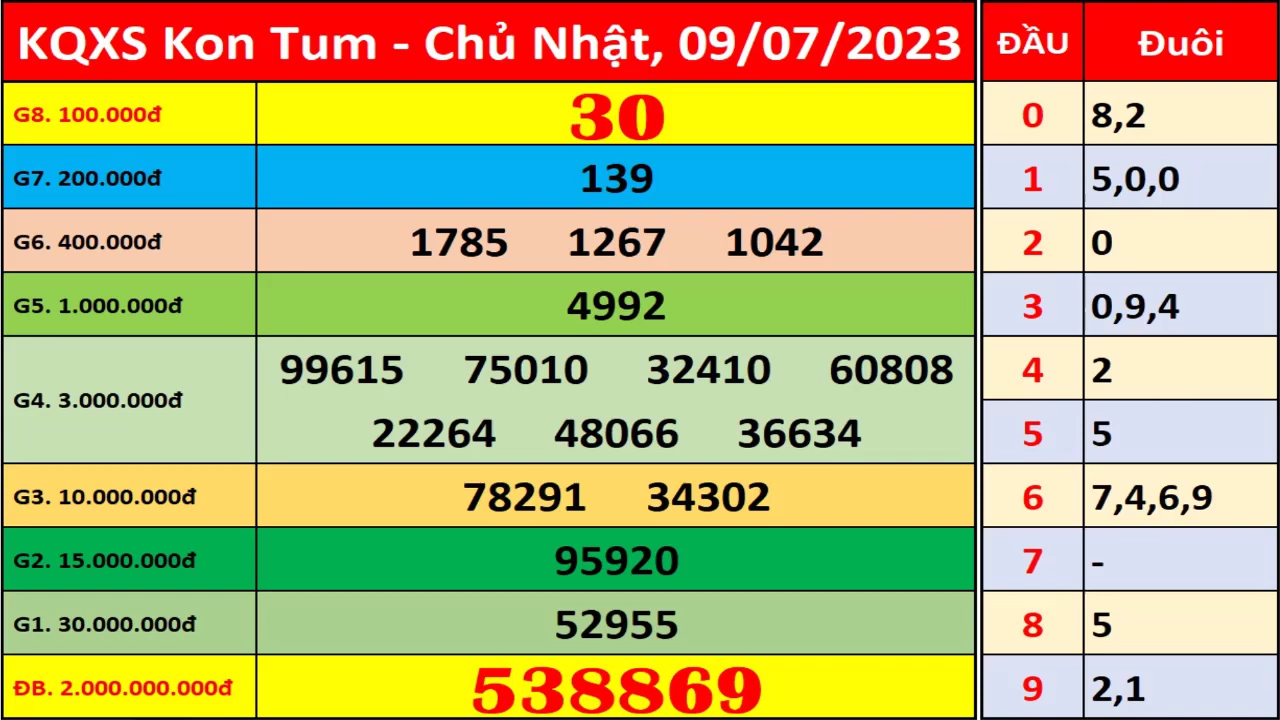 KQXS Kon Tum - Chủ Nhật, 09/07/2023
G8. 100.000đ 30
G7. 200.000đ 139
G6. 400.000đ 1785 1267 1042
G5. 1.000.000đ 4992
G4. 3.000.000đ 99615 75010 32410 60808
22264 48066 36634
G3. 10.000.000đ 78291 34302
G2. 15.000.000đ 95920
G1. 30.000.000đ 52955
ĐB. 2.000.000.000đ 538869
ĐẦU Đuôi
0 8,2
1 5,0,0
2 0
3 0,9,4
4 2
5 5
6 7,4,6,9
7 -
8 5
9 2,1